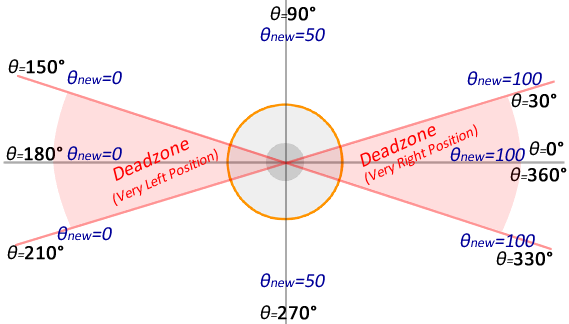 θ=90°
θnew=50
θ=150°
θnew=0
θnew=100
θ=30°
θ=180°
θnew=0
Deadzone
(Very Left Position)
Deadzone
(Very Right Position)
θnew=100
θ=0°
θ=360°
θnew=0
θ=210°
θnew=100
θ=330°
θnew=50
θ=270°